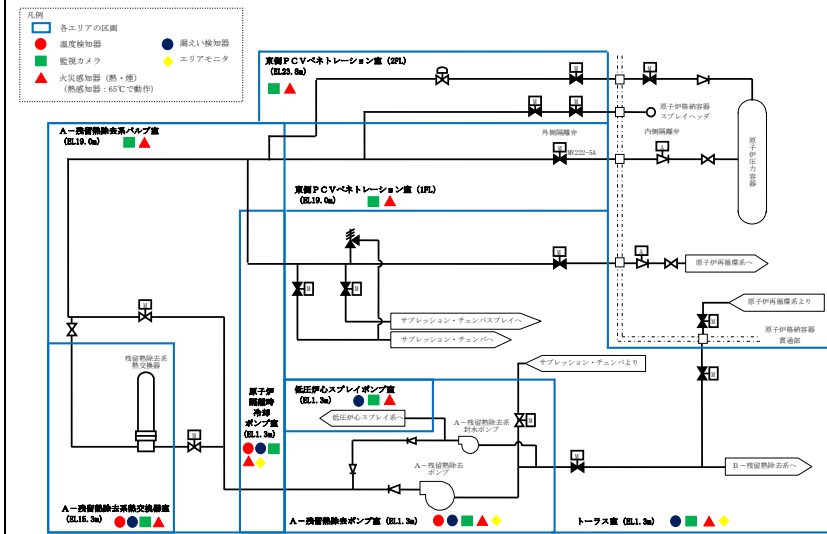 凡例
各エリアの区画
温度検知器
漏えい検知器
監視カメラ
エリアモニタ
火災感知器（熱・煙）
（熱感知器：65℃で動作）
東側PCVペネトレーション室（2FL）
（EL23.8m）
原子炉格納容器
スプレイヘッダ
外側隔離弁
内側隔離弁
MV222-5A
原子炉圧力容器
A－残留熱除去系バルブ室
（EL19.0m）
東側PCVペネトレーション室（1FL）
（EL19.0m）
原子炉再循環系へ
原子炉再循環系より
サプレッション・チェンバスプレイへ
サプレッション・チェンバへ
原子炉格納容器
貫通部
残留熱除去系
熱交換器
サプレッション・チェンバより
原子炉
隔離時
冷却
ポンプ室
（EL1.3m）
低圧炉心スプレイポンプ室
（EL1.3m）
低圧炉心スプレイ系へ
A－残留熱除去系
封水ポンプ
A－残留熱除去
ポンプ
B－残留熱除去系へ
A－残留熱除去系熱交換器室
（EL15.3m）
A－残留熱除去ポンプ室（EL1.3m）
トーラス室（EL1.3m）